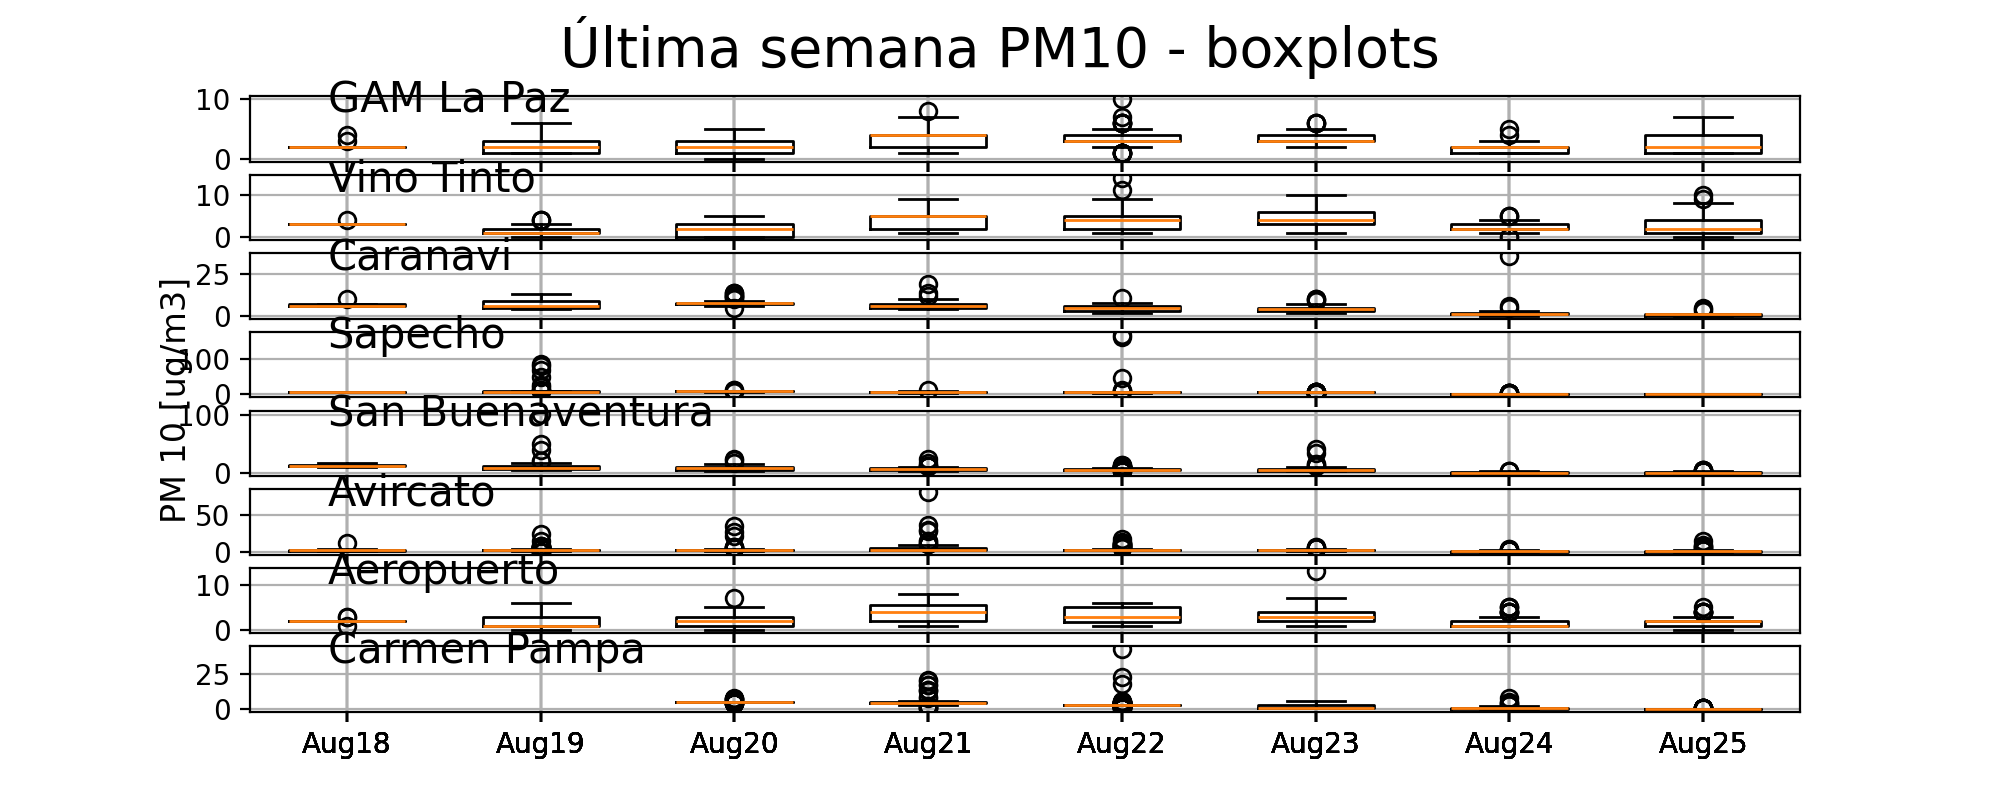 Última semana PM10 - boxplots
GAM La Paz
10
0
Vino Tinto
10
0
Caranavi
25
0
Sapecho
100
0
San Buenaventura
100
0
Avircato
50
0
Aeropuerto
10
0
Carmen Pampa
25
0
PM 10 [ug/m3]
Aug18 Aug19 Aug20 Aug21 Aug22 Aug23 Aug24 Aug25